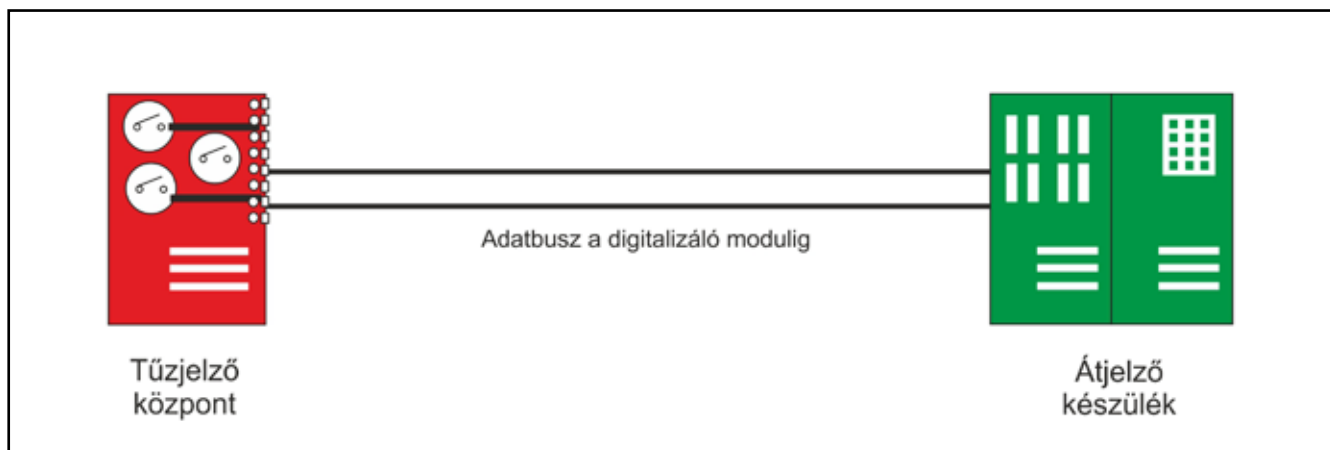 Adatbusz a digitalizáló modulig
Tűzjelző
központ
Átjelző
készülék